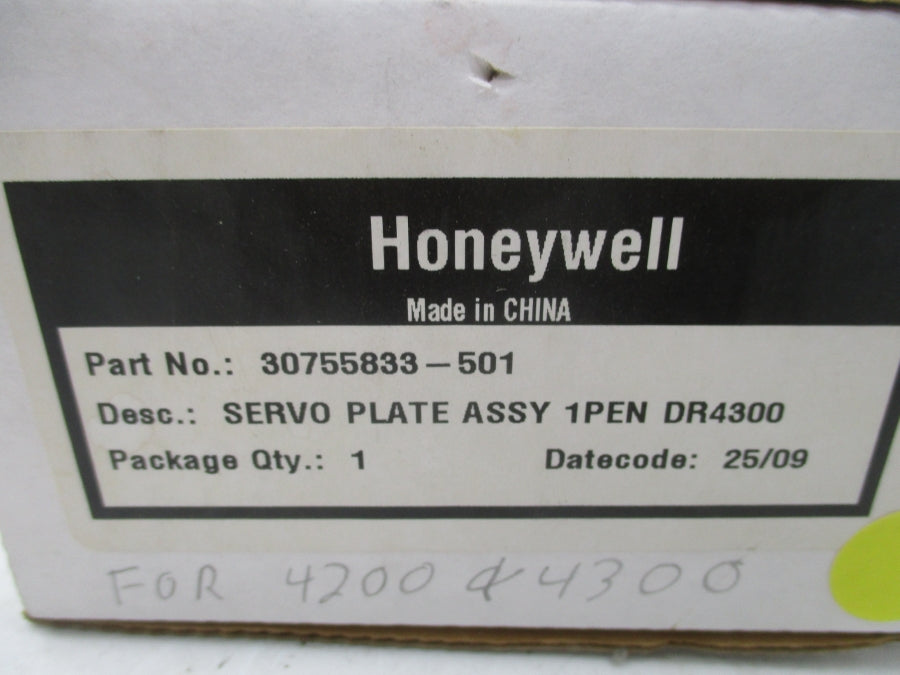 Honeywell
Made in CHINA
Part No.: 30755833-501
Desc.: SERVO PLATE ASSY 1PEN DR4300
Package Qty.: 1 Datecode: 25/09
FOR 4200 & 4300